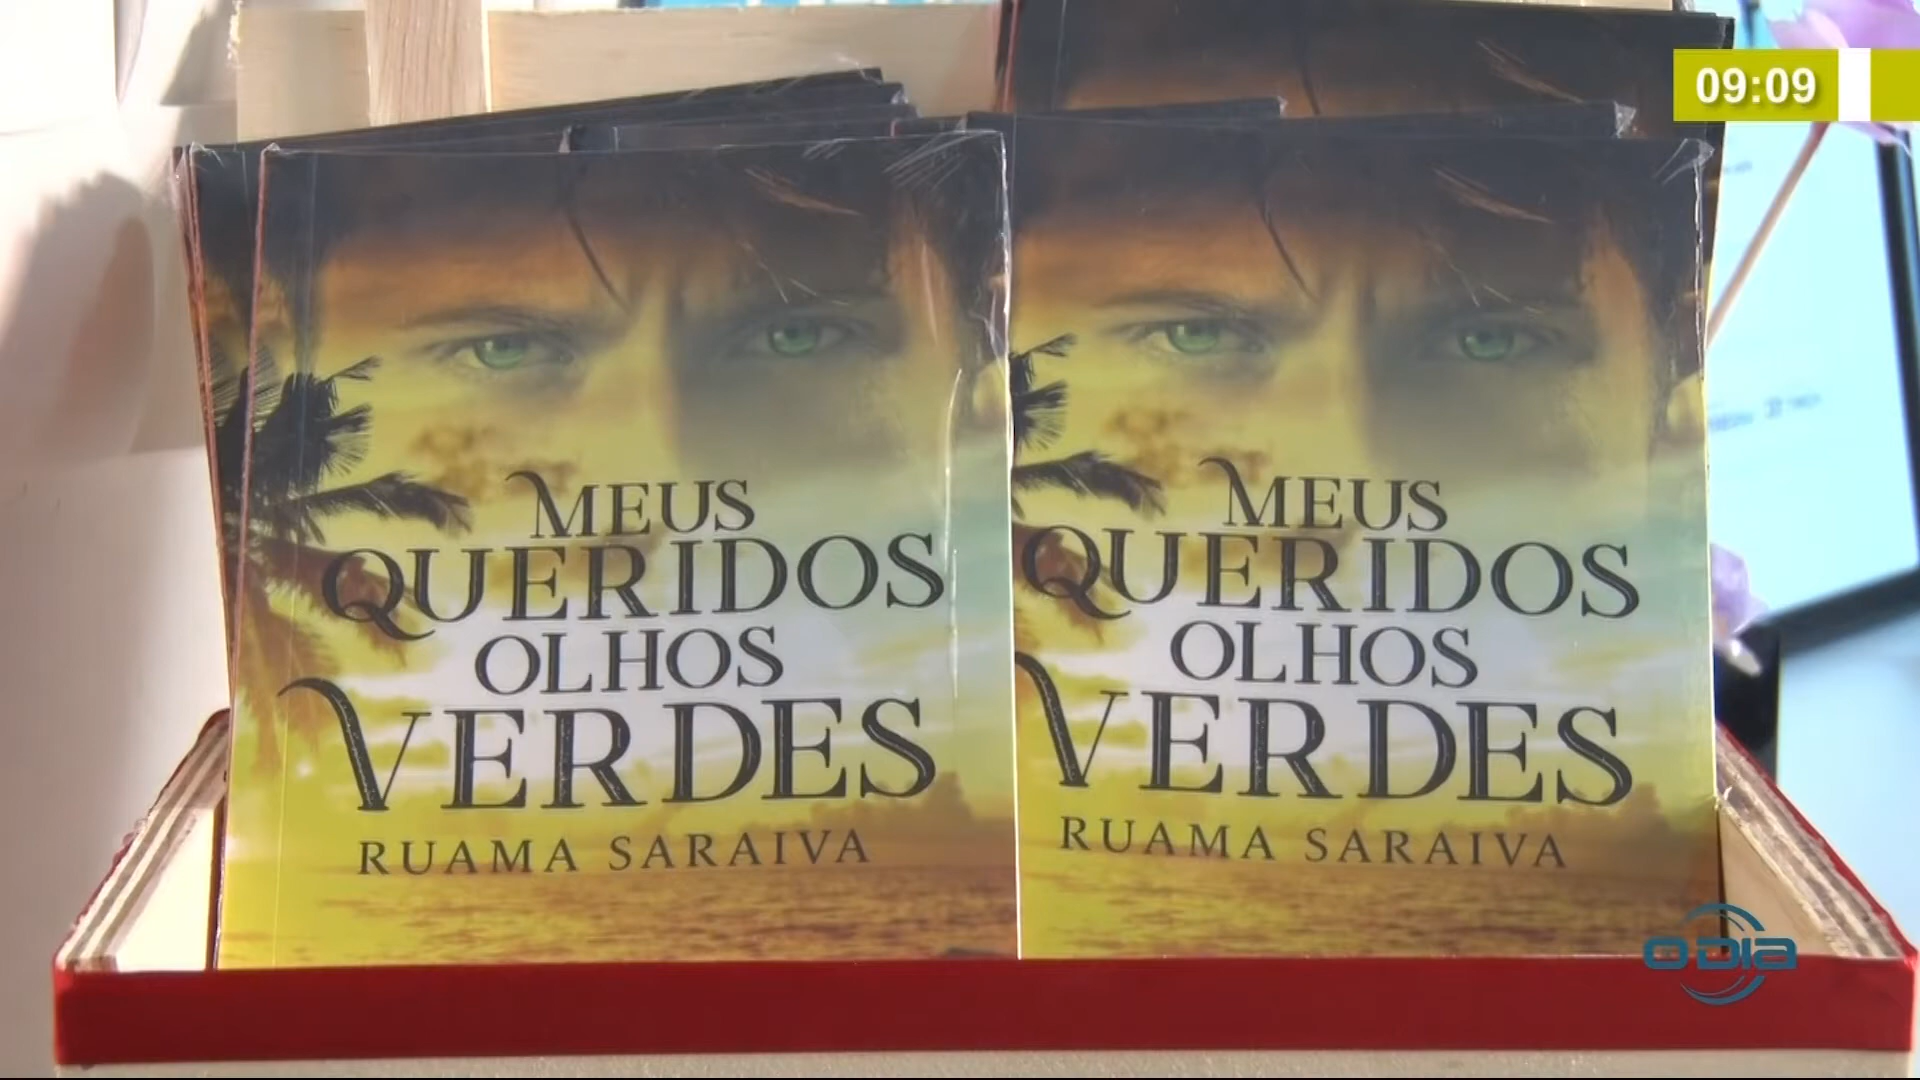 09:09
MEUS
QUERIDOS
OLHOS
VERDES
RUAMA SARAIVA
MEUS
QUERIDOS
OLHOS
VERDES
RUAMA SARAIVA
O DIA